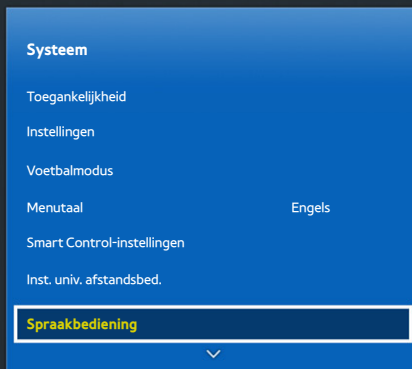 Systeem
Toegankelijkheid
Instellingen
Voetbalmodus
Menutaal Engels
Smart Control-instellingen
Inst. univ. afstandsbed.
Spraakbediening